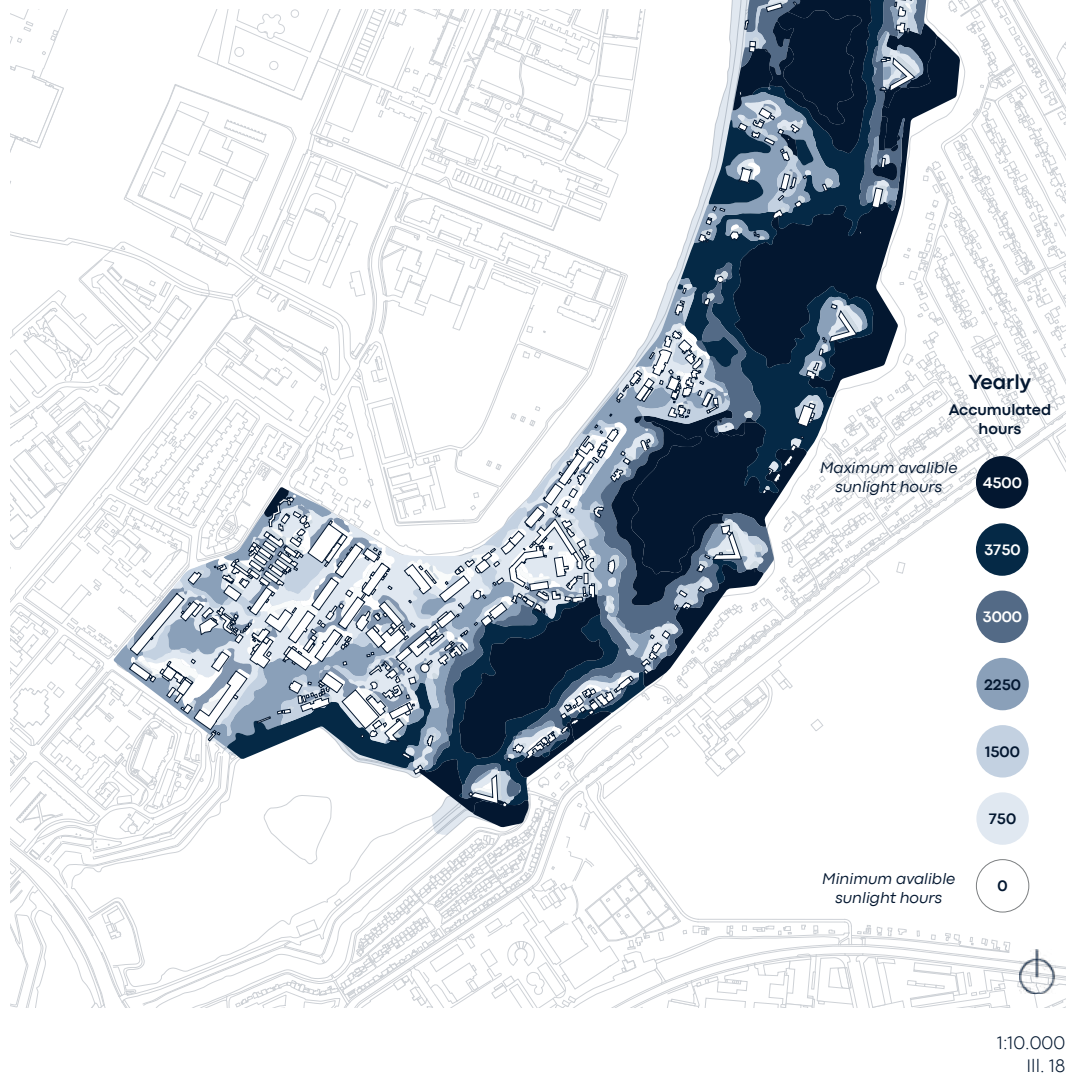 Yearly
Accumulated
hours
Maximum avalible
sunlight hours
4500
3750
3000
2250
1500
750
Minimum avalible
sunlight hours
0
1:10.000
Ill. 18